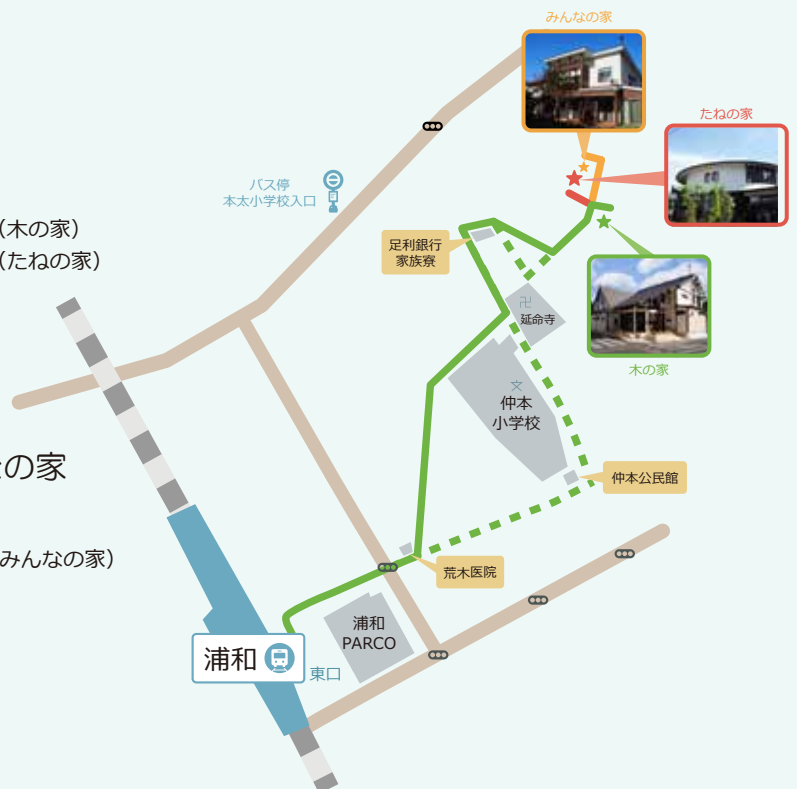 みんなの家
たねの家
バス停
本太小学校入口
(木の家)
(たねの家)
足利銀行
家族寮
卍
延命寺
木の家
文
仲本
小学校
の家
仲本公民館
みんなの家)
荒木医院
浦和
PARCO
浦和
東口